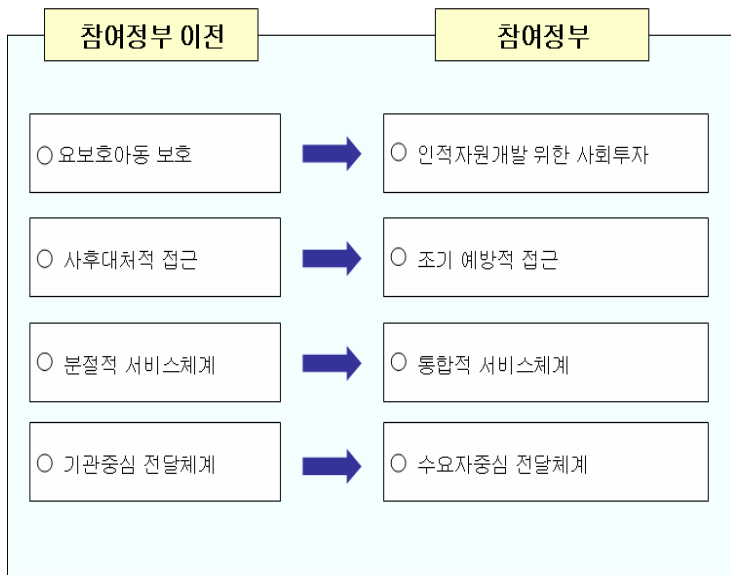 참여정부 이전
참여정부
○ 요보호아동 보호
○ 인적자원개발 위한 사회투자
○ 사후대처적 접근
○ 조기 예방적 접근
○ 분절적 서비스체계
○ 통합적 서비스체계
○ 기관중심 전달체계
○ 수요자중심 전달체계